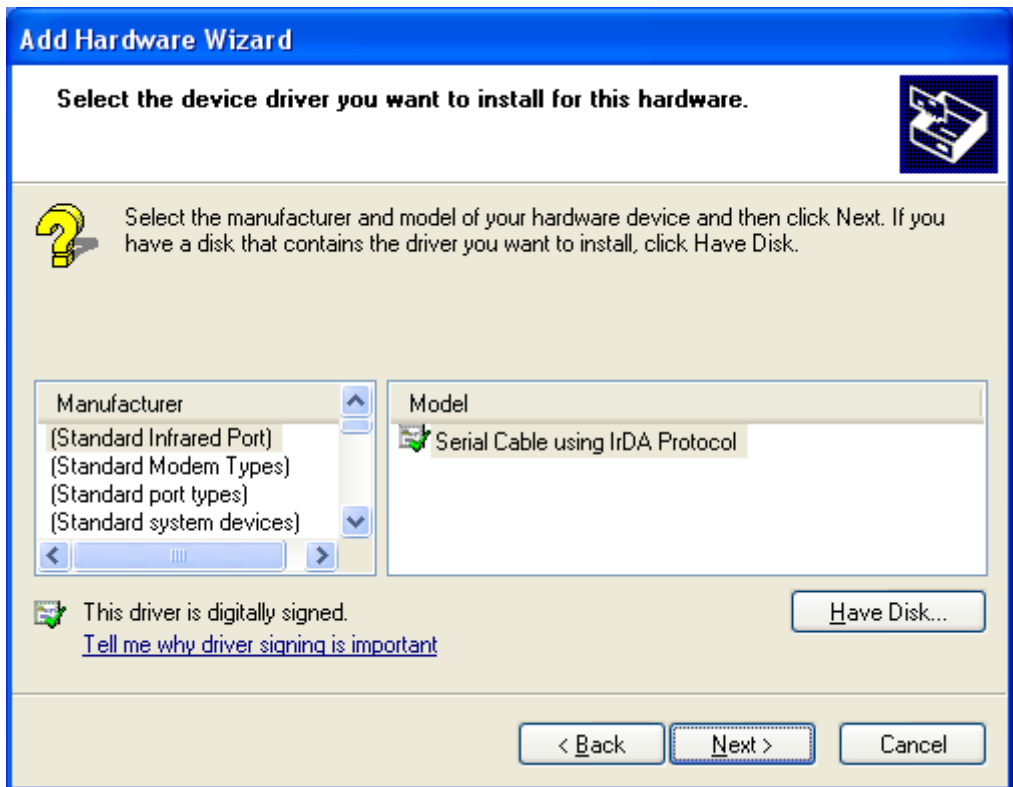 Add Hardware Wizard
Select the device driver you want to install for this hardware.
Select the manufacturer and model of your hardware device and then click Next. If you
have a disk that contains the driver you want to install, click Have Disk.
Manufacturer
(Standard Infrared Port)
(Standard Modem Types)
(Standard port types)
(Standard system devices)
Model
Serial Cable using IrDA Protocol
This driver is digitally signed.
Tell me why driver signing is important
Have Disk...
< Back
Next >
Cancel